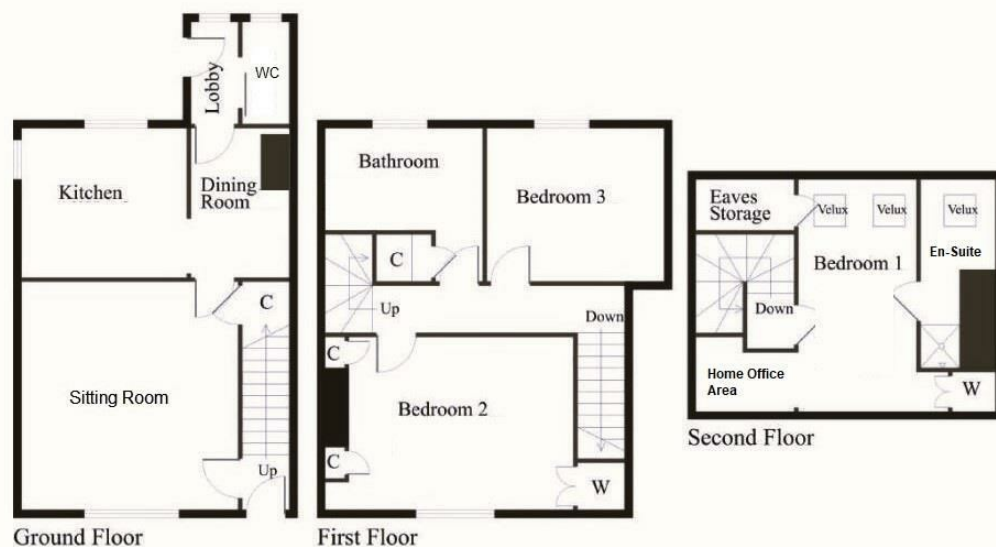 Lobby
WC
Kitchen
Dining
Room
C
Sitting Room
Up
Ground Floor
Bathroom
Bedroom 3
C
Up
Down
C
Bedroom 2
C
W
First Floor
Eaves
Storage
Velux
Velux
Velux
En-Suite
Bedroom 1
Down
Home Office
Area
W
Second Floor